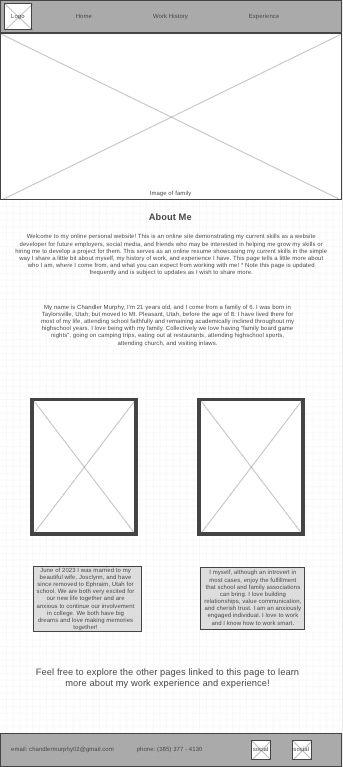 Logo Home Work History Experience
Image of family
About Me
Welcome to my online personal website! This is an online site demonstrating my current skills as a website
developer for future employers, social media, and friends who may be interested in helping me grow my skills or
hiring me to develop a project for them. This serves as an online resume showcasing my current skills in the simple
way I share a little bit about myself, my history of work, and experience I have. This page tells a little more about
who I am, where I come from, and what you can expect from working with me! * Note this page is updated
frequently and is subject to updates as I wish to share more.
My name is Chandler Murphy, I'm 21 years old, and I come from a family of 6. I was born in
Taylorsville, Utah; but moved to Mt. Pleasant, Utah, before the age of 8. I have lived there for
most of my life, attending school faithfully and remaining academically inclined throughout my
highschool years. I love being with my family. Collectively we love having "family board game
nights", going on camping trips, eating out at restaurants, attending highschool sports,
attending church, and visiting inlaws.
June of 2023 I was married to my
beautiful wife, Josclynn, and have
since removed to Ephraim, Utah for
school. We are both very excited for
our new life together and are
anxious to continue our involvement
in college. We both have big
dreams and love making memories
together!
I myself, although an introvert in
most cases, enjoy the fulfillment
that school and family associations
can bring. I love building
relationships, value communication,
and cherish trust. I am an anxiously
engaged individual. I love to work
and I know how to work smart.
Feel free to explore the other pages linked to this page to learn
more about my work experience and experience!
email: chandlermurphy02@gmail.com phone: (385) 377 - 4130 social social